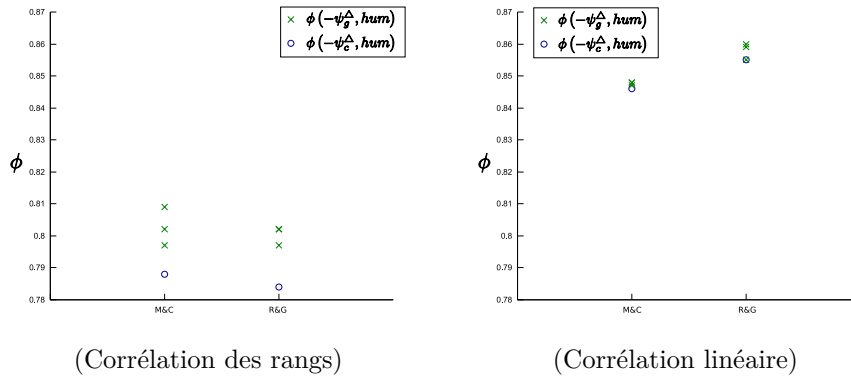 0.87
0.86
0.85
0.84
0.83
0.82
0.81
0.8
0.79
0.78
ϕ
M&C
R&G
ϕ(−ψ_g^Δ, hum)
ϕ(−ψ_c^Δ, hum)
(Corrélation des rangs)
0.87
0.86
0.85
0.84
0.83
0.82
0.81
0.8
0.79
0.78
ϕ
M&C
R&G
ϕ(−ψ_g^Δ, hum)
ϕ(−ψ_c^Δ, hum)
(Corrélation linéaire)